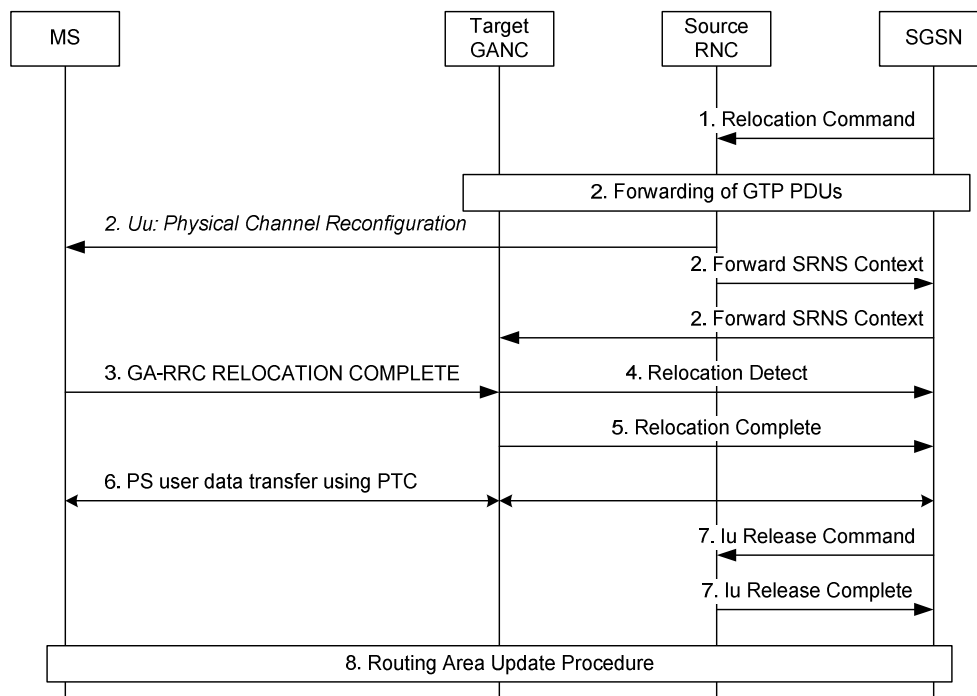 MS
Target
GANC
Source
RNC
SGSN
1. Relocation Command
2. Forwarding of GTP PDUs
2. Uu: Physical Channel Reconfiguration
2. Forward SRNS Context
2. Forward SRNS Context
3. GA-RRC RELOCATION COMPLETE
4. Relocation Detect
5. Relocation Complete
6. PS user data transfer using PTC
7. Iu Release Command
7. Iu Release Complete
8. Routing Area Update Procedure